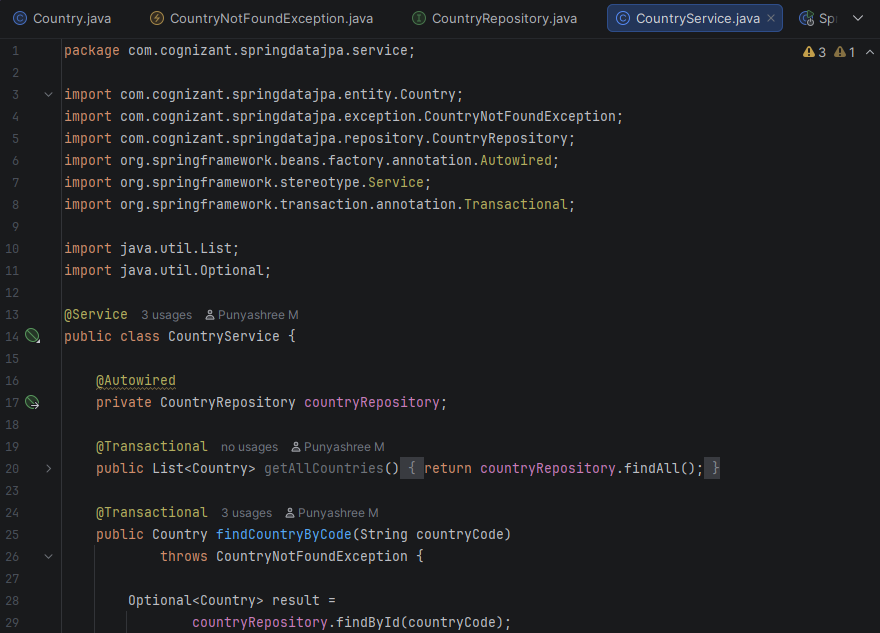 Country.java CountryNotFoundException.java CountryRepository.java CountryService.java × Sp
1 package com.cognizant.springdatajpa.service; 3 1
2
3 import com.cognizant.springdatajpa.entity.Country;
4 import com.cognizant.springdatajpa.exception.CountryNotFoundException;
5 import com.cognizant.springdatajpa.repository.CountryRepository;
6 import org.springframework.beans.factory.annotation.Autowired;
7 import org.springframework.stereotype.Service;
8 import org.springframework.transaction.annotation.Transactional;
9
10 import java.util.List;
11 import java.util.Optional;
12
13 @Service 3 usages Punyashree M
14 public class CountryService {
15
16 @Autowired
17 private CountryRepository countryRepository;
18
19 @Transactional no usages Punyashree M
20 public List<Country> getAllCountries() { return countryRepository.findAll(); }
23
24 @Transactional 3 usages Punyashree M
25 public Country findCountryByCode(String countryCode)
26 throws CountryNotFoundException {
27
28 Optional<Country> result =
29 countryRepository.findById(countryCode);